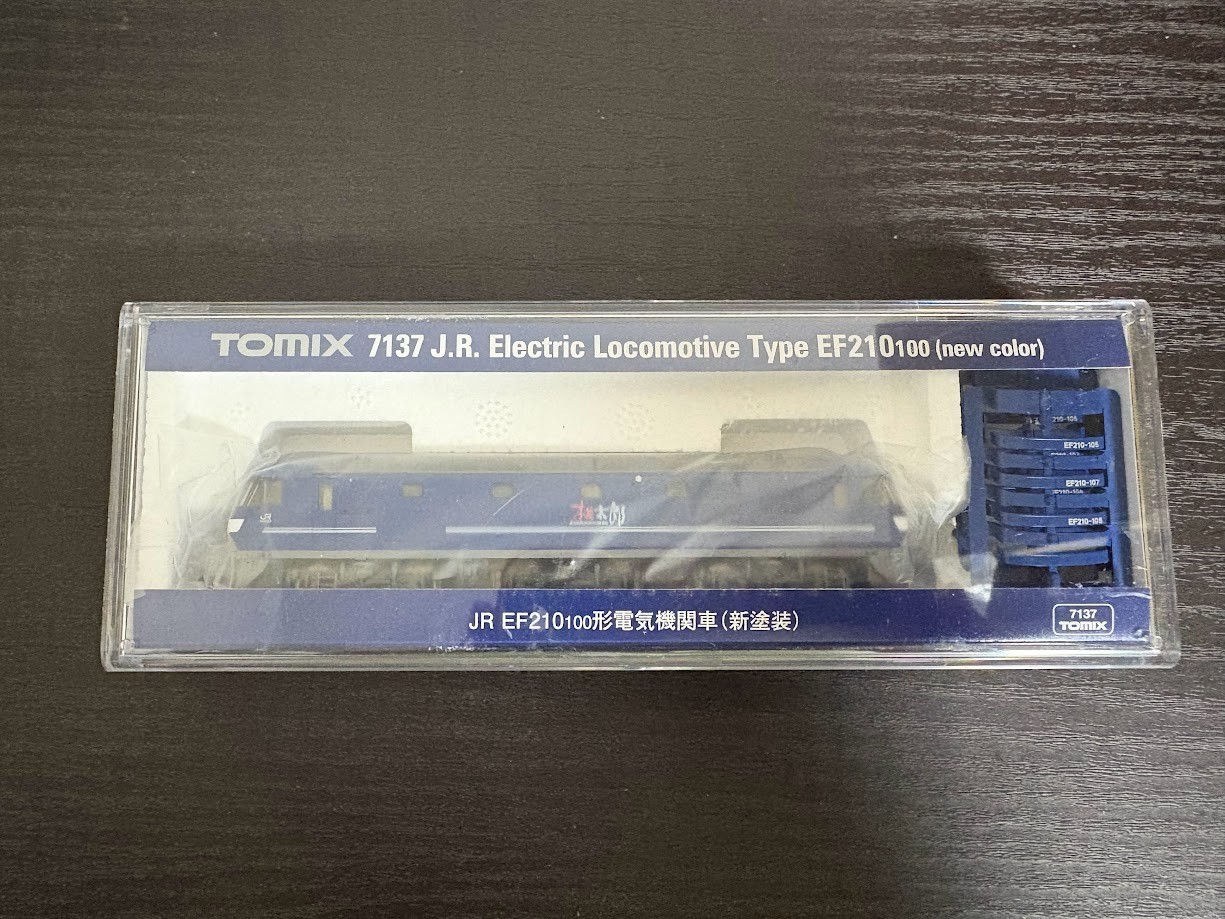 TOMIX 7137 J.R. Electric Locomotive Type EF210100 (new color)
210-105
EF210-105
EF210-107
EF210-108
JR
桃太郎
JR EF210100形電気機関車(新塗装)
7137
TOMIX